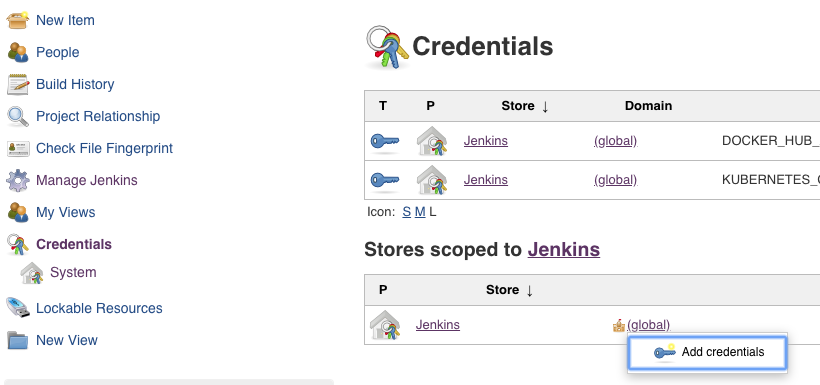 New Item
People
Build History
Project Relationship
Check File Fingerprint
Manage Jenkins
My Views
Credentials
System
Lockable Resources
New View
Credentials
T P Store ↓ Domain
Jenkins (global) DOCKER_HUB_
Jenkins (global) KUBERNETES_
Icon: S M L
Stores scoped to Jenkins
P Store ↓
Jenkins (global)
Add credentials